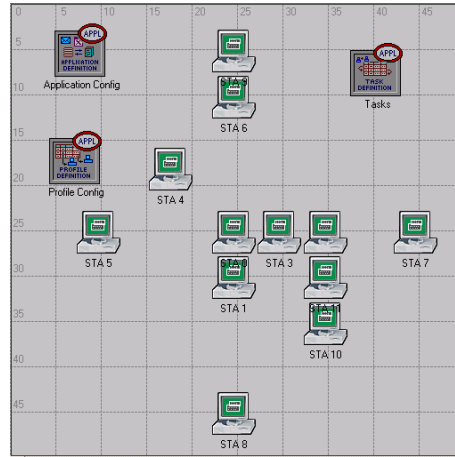 0 5 10 15 20 25 30 35 40 45
5
APPL
APPLICATION
DEFINITION
Application Config
STA 9
APPL
TASK
DEFINITION
Tasks
10
STA 6
15
APPL
PROFILE
DEFINITION
Profile Config
STA 4
20
25
STA 5
STA 0
STA 3
STA 7
30
STA 1
STA 11
35
STA 10
40
45
STA 8